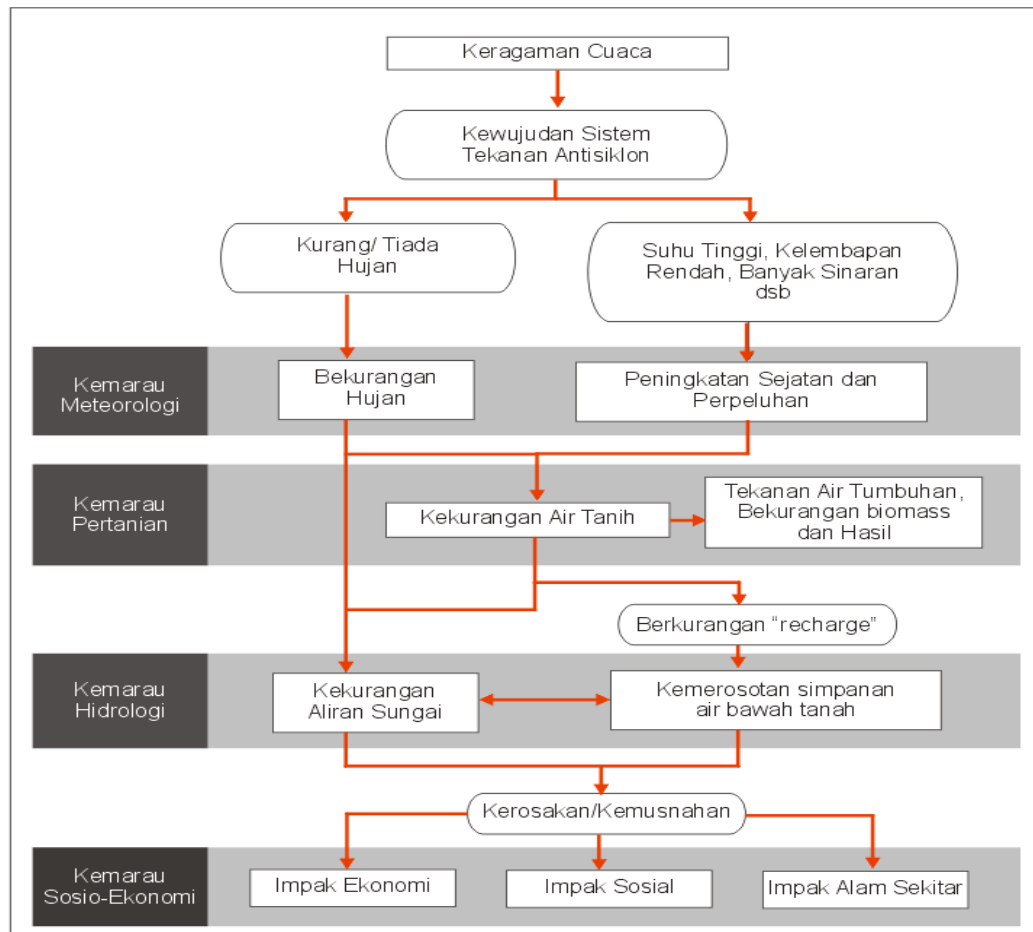 Keragaman Cuaca
Kewujudan Sistem
Tekanan Antisiklon
Kurang/ Tiada
Hujan
Suhu Tinggi, Kelembapan
Rendah, Banyak Sinaran
dsb
Kemarau
Meteorologi
Bekurangan
Hujan
Peningkatan Sejatan dan
Perpeluhan
Kemarau
Pertanian
Kekurangan Air Tanih
Tekanan Air Tumbuhan,
Bekurangan biomass
dan Hasil
Berkurangan “recharge”
Kemarau
Hidrologi
Kekurangan
Aliran Sungai
Kemerosotan simpanan
air bawah tanah
Kerosakan/Kemusnahan
Kemarau
Sosio-Ekonomi
Impak Ekonomi
Impak Sosial
Impak Alam Sekitar